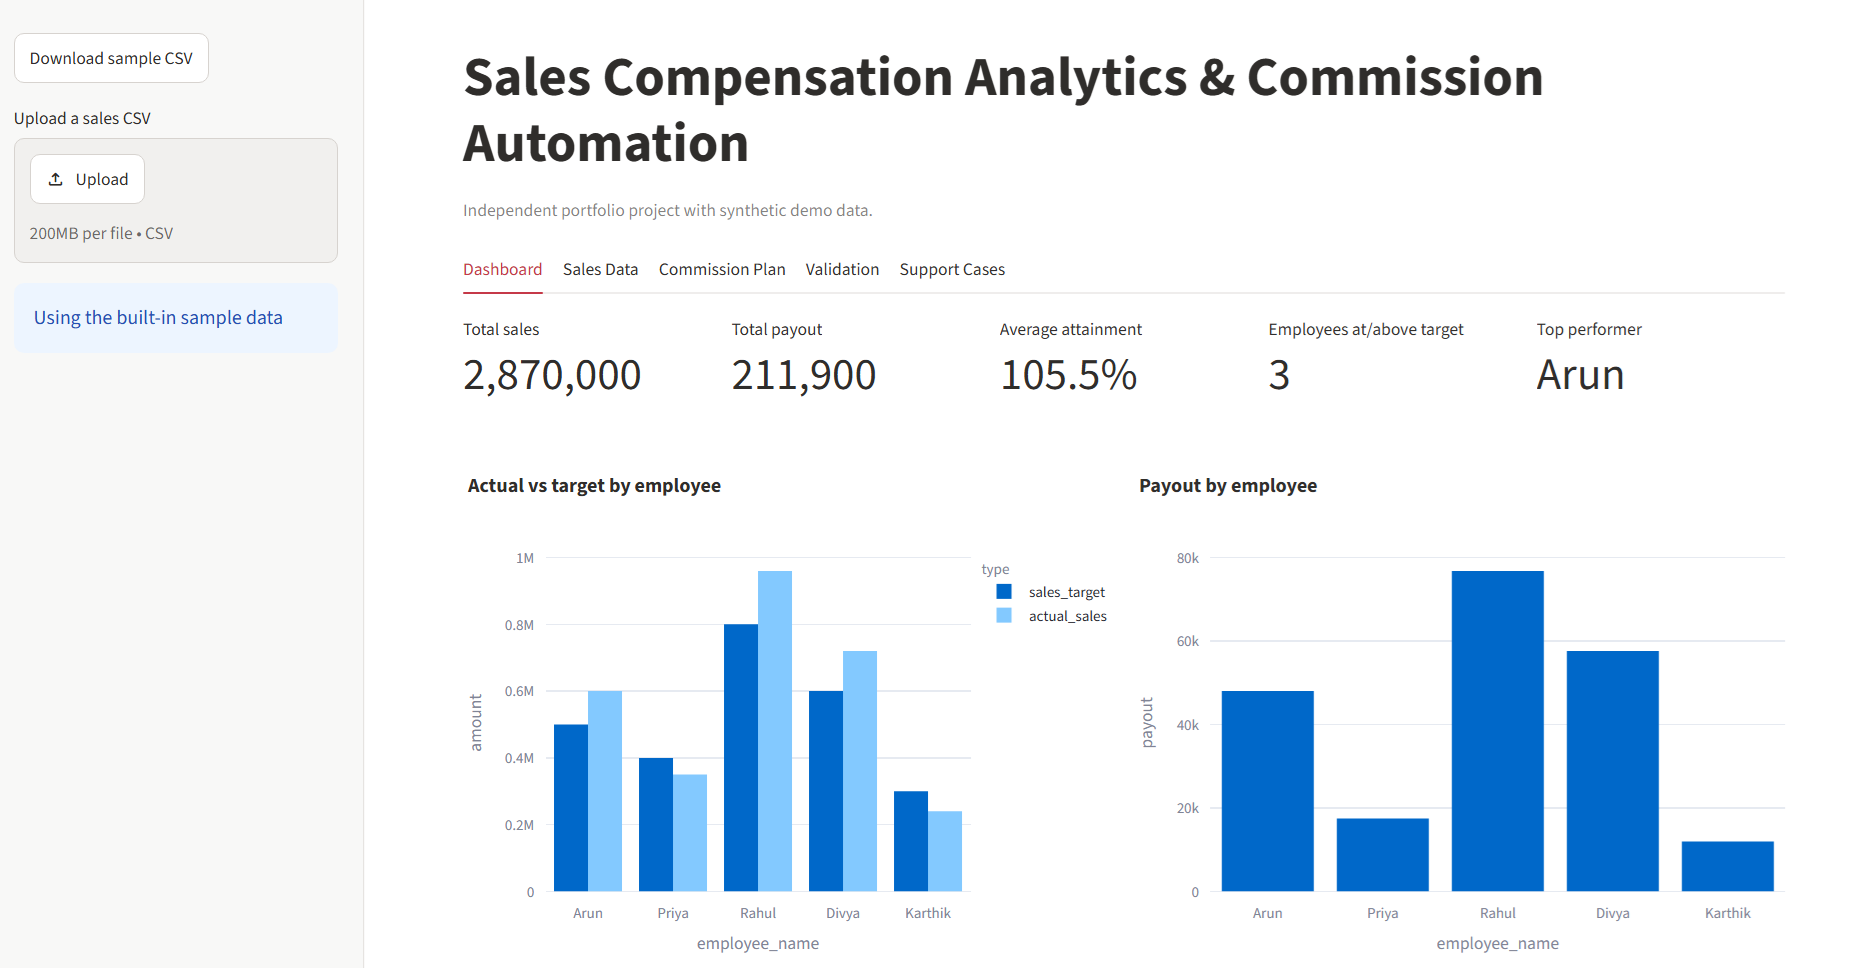 Download sample CSV
Upload a sales CSV
Upload
200MB per file • CSV
Using the built-in sample data
Sales Compensation Analytics & Commission
Automation
Independent portfolio project with synthetic demo data.
Dashboard Sales Data Commission Plan Validation Support Cases
Total sales
2,870,000
Total payout
211,900
Average attainment
105.5%
Employees at/above target
3
Top performer
Arun
Actual vs target by employee
1M
0.8M
0.6M
0.4M
0.2M
0
amount
Arun Priya Rahul Divya Karthik
employee_name
type
sales_target
actual_sales
Payout by employee
80k
60k
40k
20k
0
payout
Arun Priya Rahul Divya Karthik
employee_name